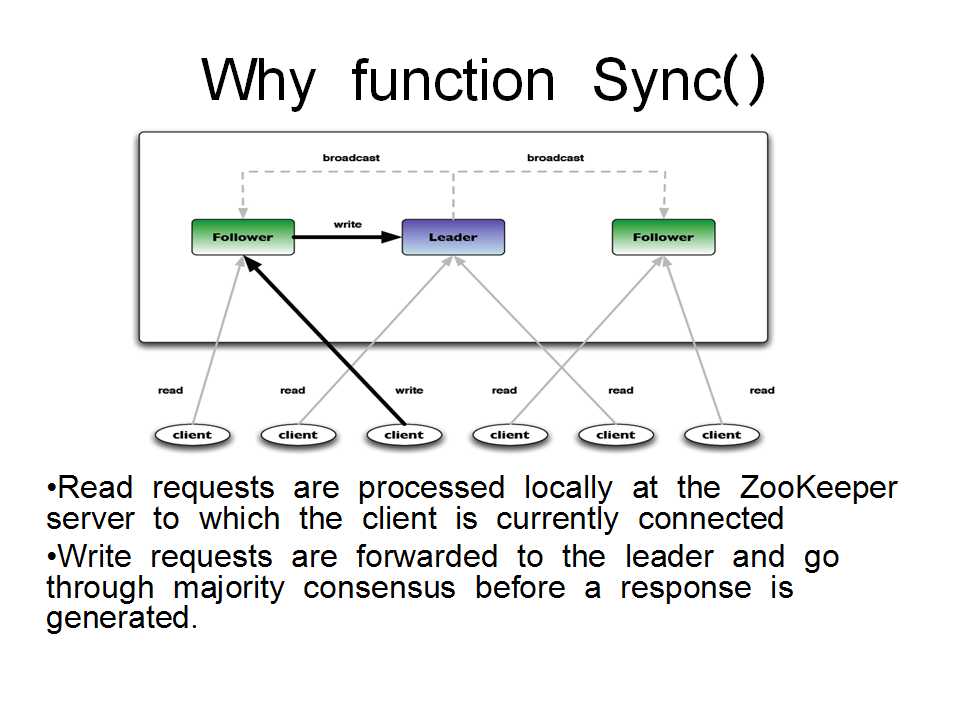 Why function Sync()
broadcast broadcast
write
Follower Leader Follower
read read write read read read
client client client client client client
•Read requests are processed locally at the ZooKeeper
server to which the client is currently connected
•Write requests are forwarded to the leader and go
through majority consensus before a response is
generated.